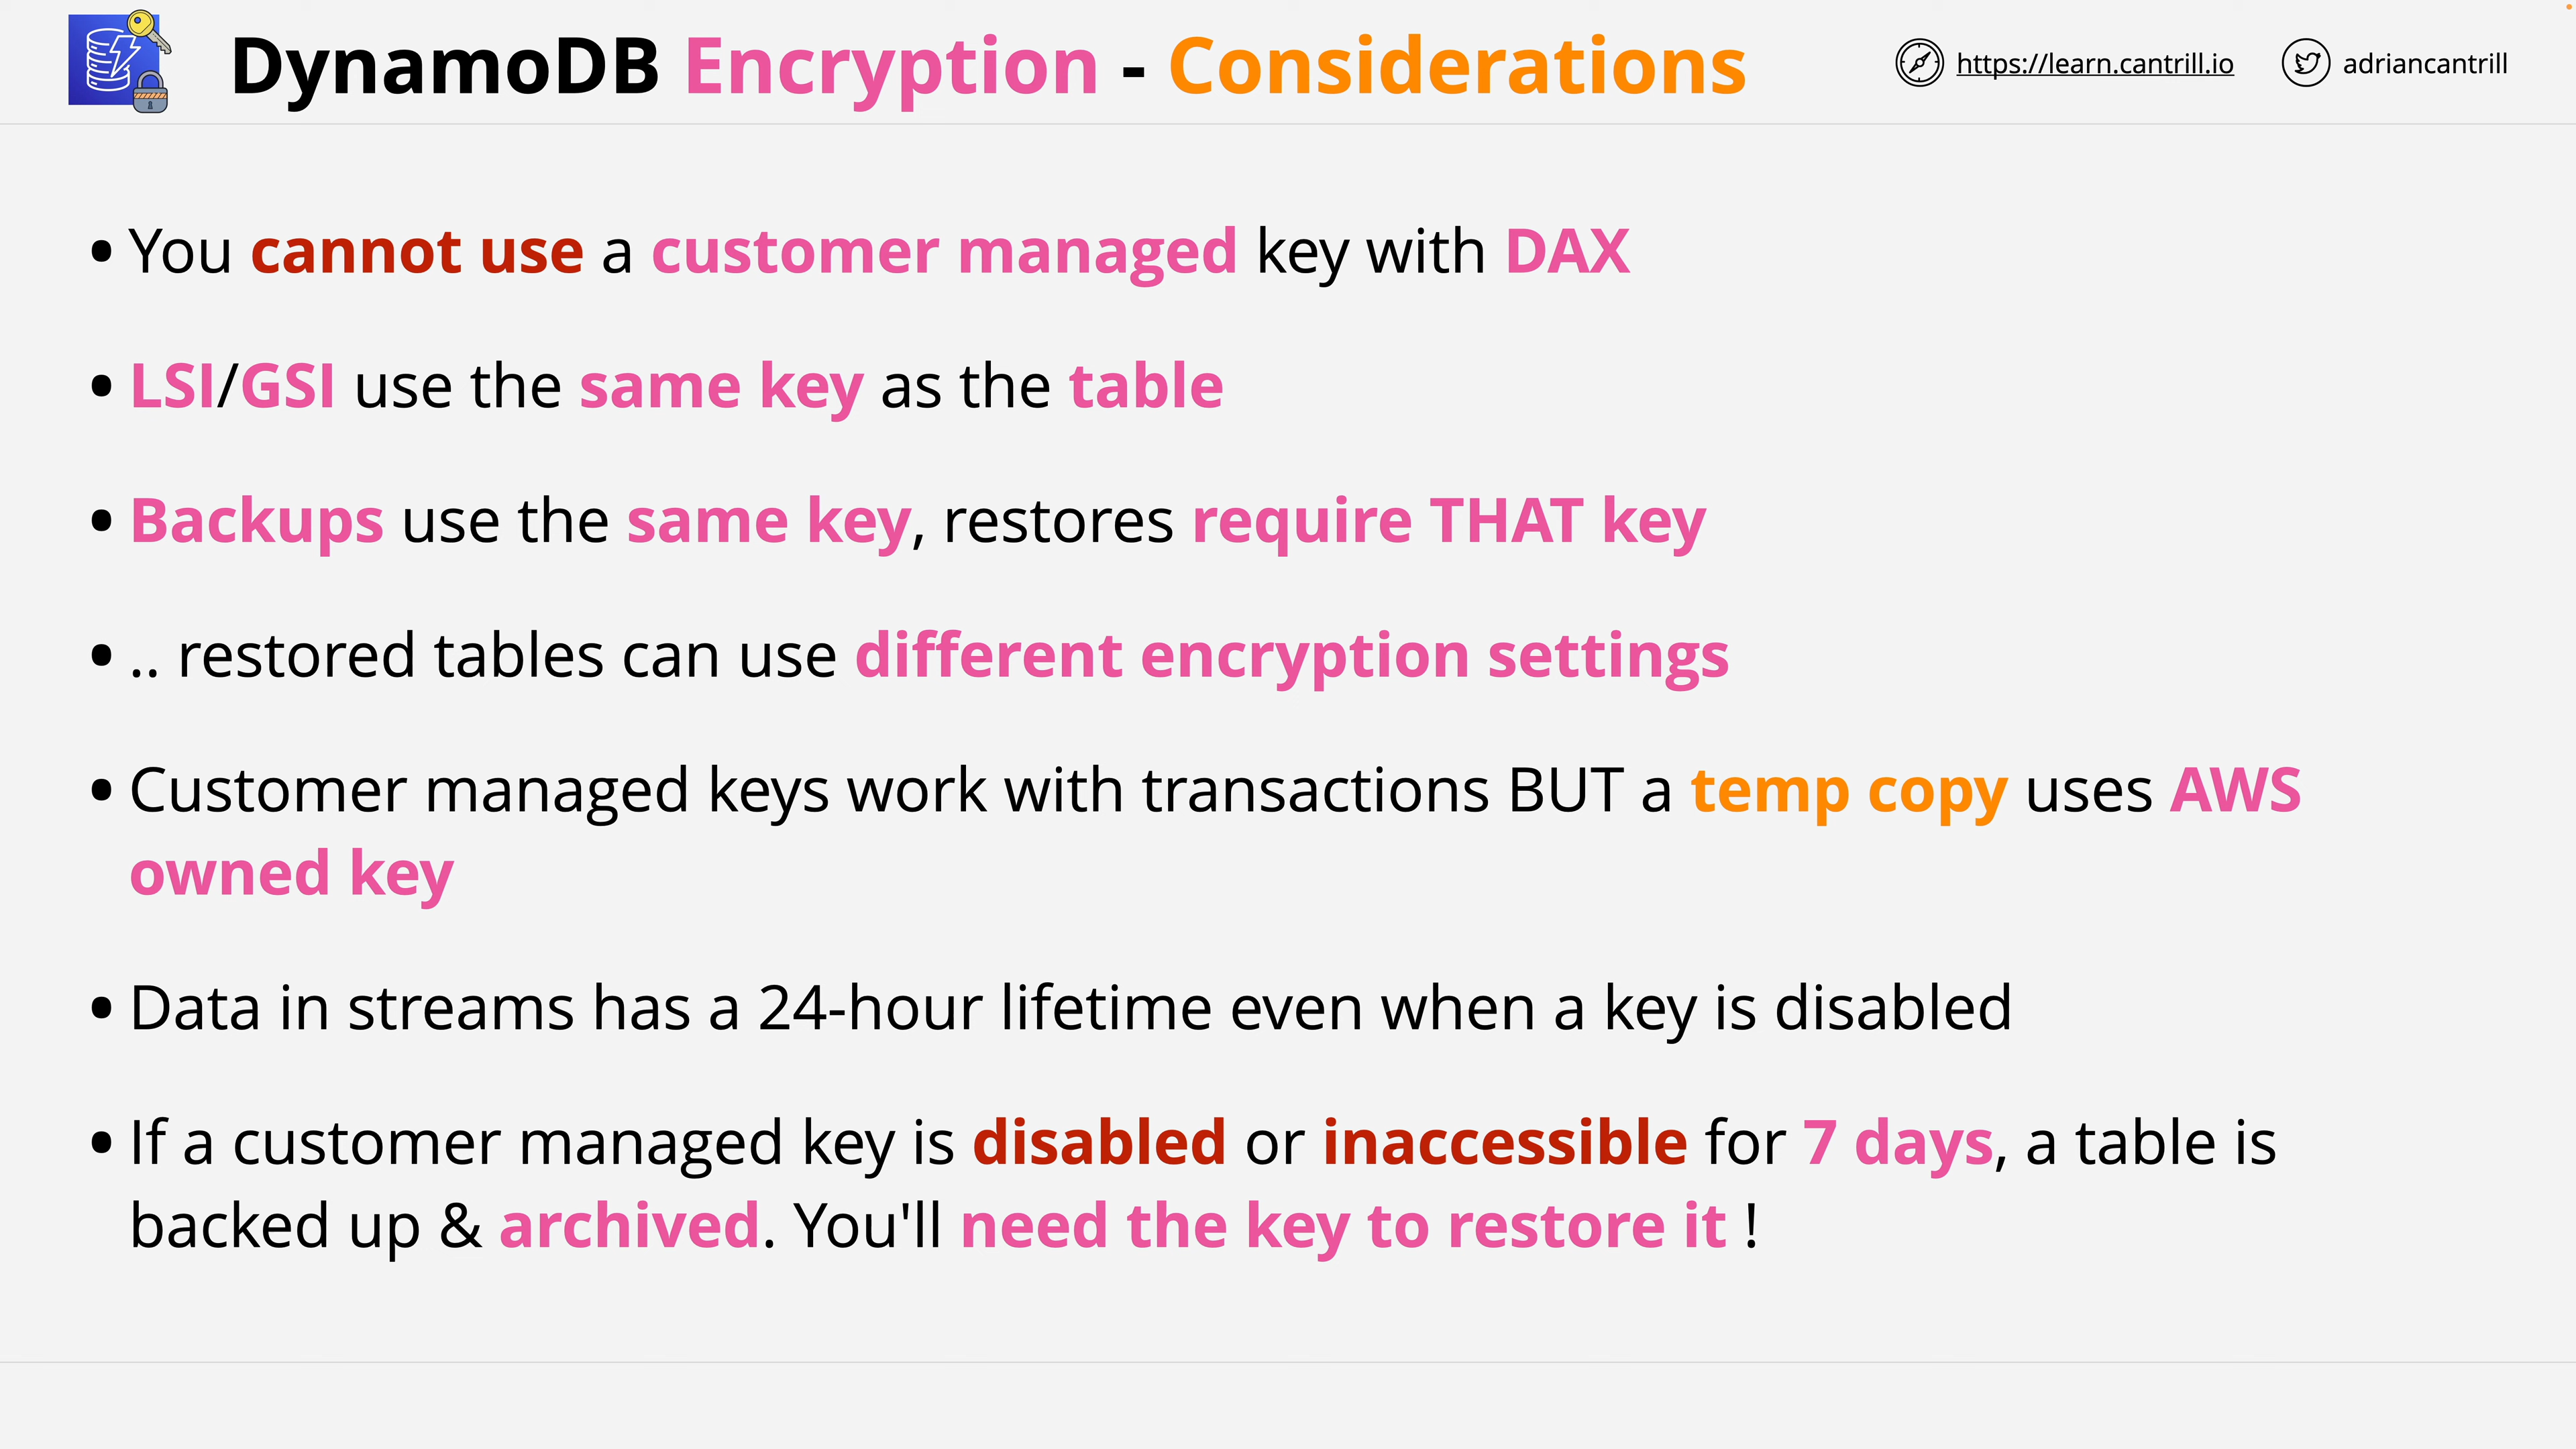 DynamoDB Encryption - Considerations
https://learn.cantrill.io
adriancantrill
• You cannot use a customer managed key with DAX
• LSI/GSI use the same key as the table
• Backups use the same key, restores require THAT key
• .. restored tables can use different encryption settings
• Customer managed keys work with transactions BUT a temp copy uses AWS
owned key
• Data in streams has a 24-hour lifetime even when a key is disabled
• If a customer managed key is disabled or inaccessible for 7 days, a table is
backed up & archived. You'll need the key to restore it !